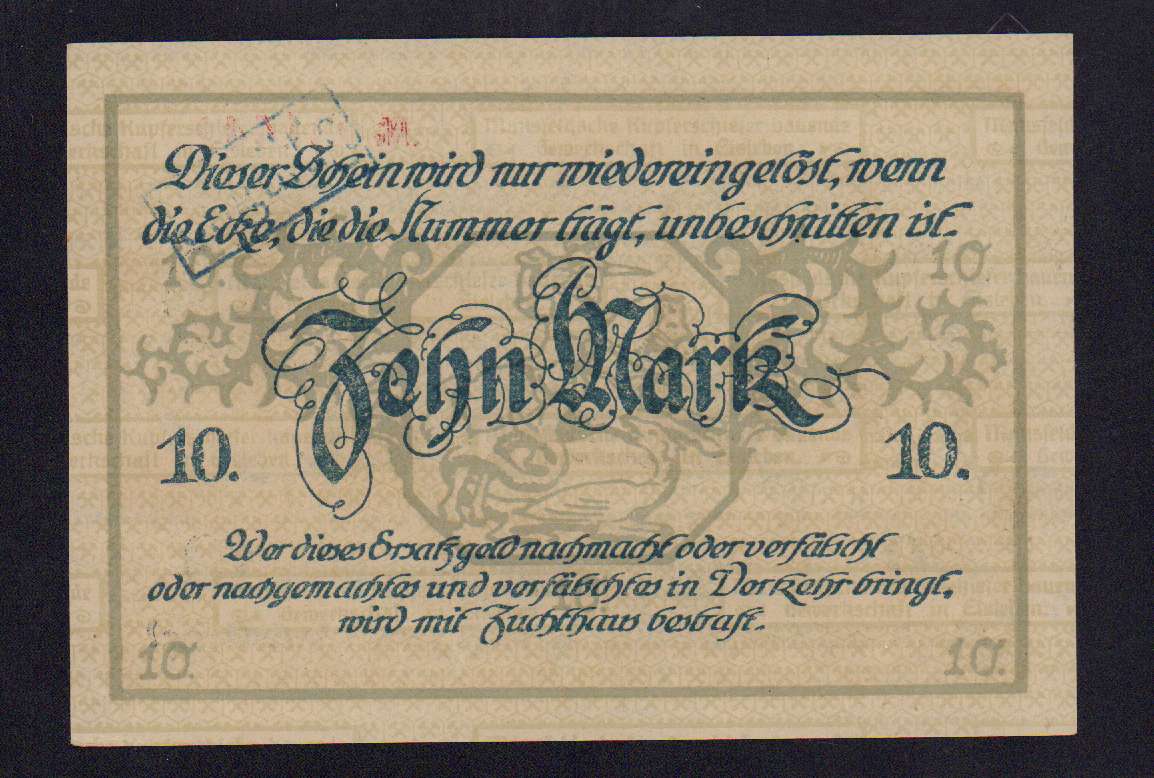 M.
Dieser Schein wird nur wiedereingelöst, wenn
die Ecke, die die Nummer trägt, unbeschnitten ist.
10. 10
Zehn Mark
10. 10.
Wer dieses Ersatzgeld nachmacht oder verfälscht
oder nachgemachtes und verfälschtes in Verkehr bringt,
wird mit Zuchthaus bestraft.
10. 10.